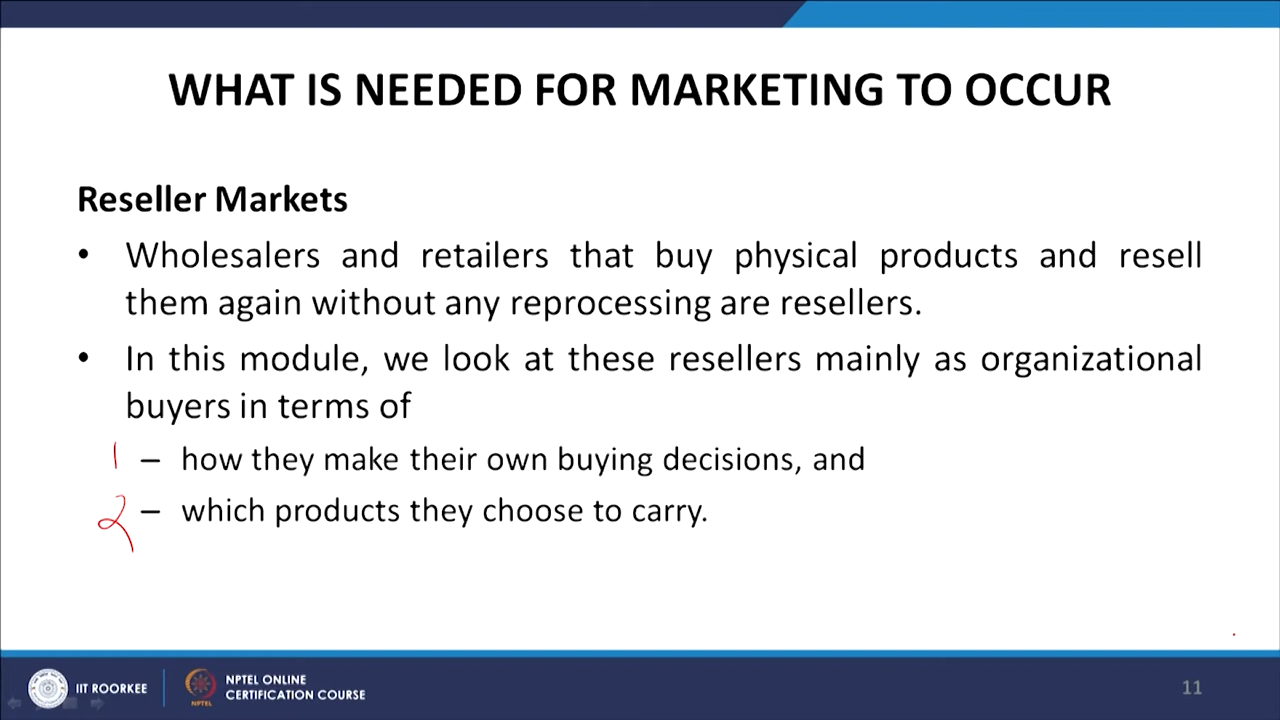 WHAT IS NEEDED FOR MARKETING TO OCCUR
Reseller Markets
• Wholesalers and retailers that buy physical products and resell
them again without any reprocessing are resellers.
• In this module, we look at these resellers mainly as organizational
buyers in terms of
1 – how they make their own buying decisions, and
2 – which products they choose to carry.
IIT ROORKEE
NPTEL ONLINE
CERTIFICATION COURSE
NPTEL
11